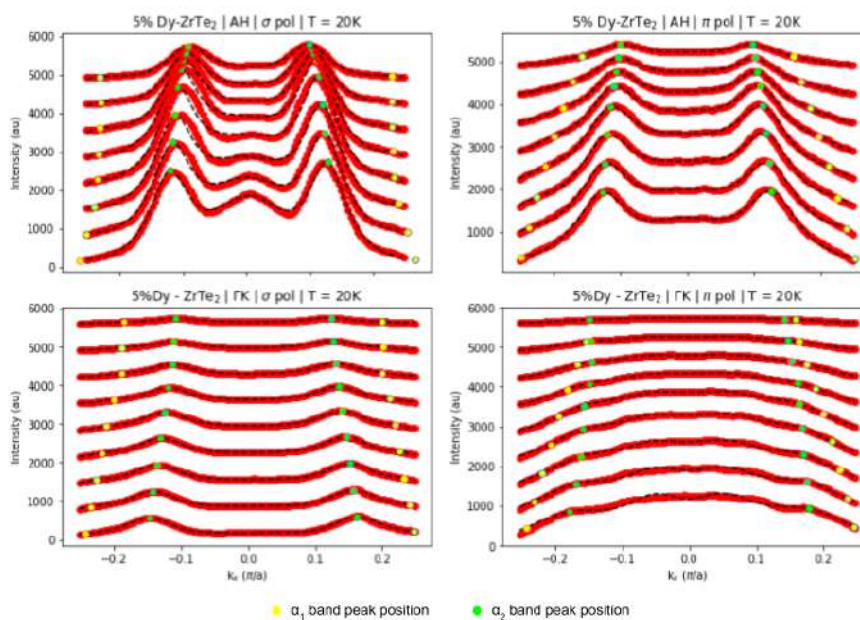 5% Dy-ZrTe₂ | AH | σ pol | T = 20K
5% Dy-ZrTe₂ | AH | π pol | T = 20K
6000
5000
4000
3000
2000
1000
0
Intensity (au)
5000
4000
3000
2000
1000
Intensity (au)
5%Dy - ZrTe₂ | ΓK | σ pol | T = 20K
5%Dy - ZrTe₂ | ΓK | π pol | T = 20K
6000
5000
4000
3000
2000
1000
0
Intensity (au)
6000
5000
4000
3000
2000
1000
0
Intensity (au)
−0.2 −0.1 0.0 0.1 0.2
−0.2 −0.1 0.0 0.1 0.2
kₓ (π/a)
kₓ (π/a)
α₁ band peak position α₂ band peak position